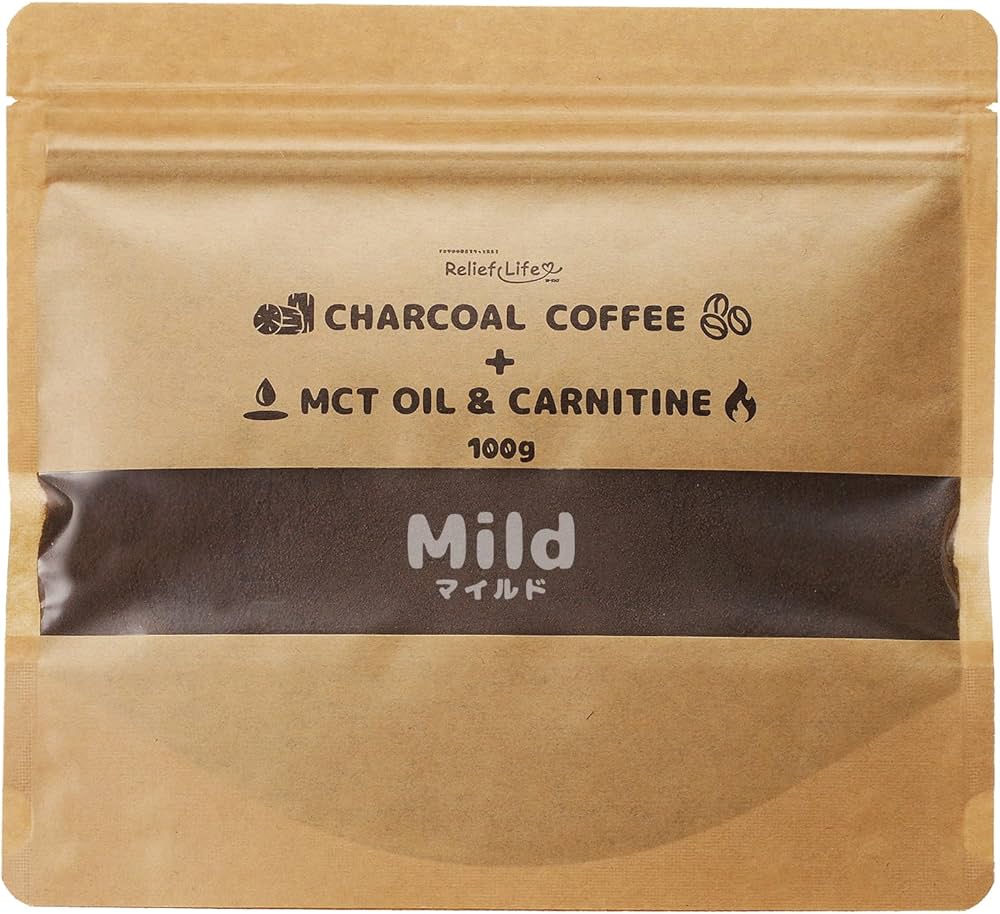 Relief Life
CHARCOAL COFFEE
+
MCT OIL & CARNITINE
100g
Mild
マイルド